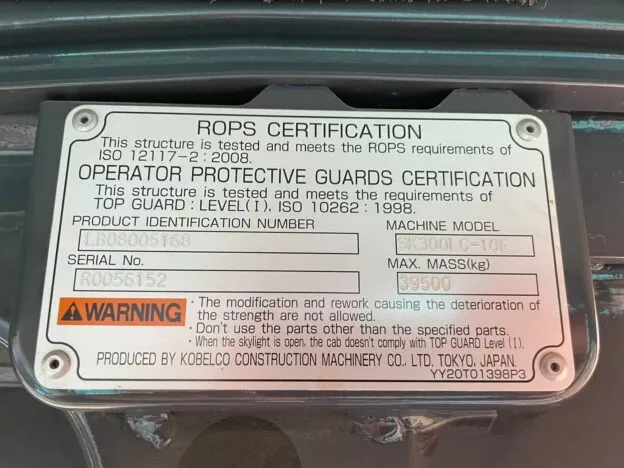 ROPS CERTIFICATION
This structure is tested and meets the ROPS requirements of
ISO 12117-2 : 2008.
OPERATOR PROTECTIVE GUARDS CERTIFICATION
This structure is tested and meets the requirements of
TOP GUARD : LEVEL(I), ISO 10262 : 1998.
PRODUCT IDENTIFICATION NUMBER
LB08005168
MACHINE MODEL
SK300LC-10F
SERIAL No.
R0056152
MAX. MASS(kg)
39500
WARNING
· The modification and rework causing the deterioration of
the strength are not allowed.
· Don't use the parts other than the specified parts.
· When the skylight is open, the cab doesn't comply with TOP GUARD Level (I).
PRODUCED BY KOBELCO CONSTRUCTION MACHINERY CO., LTD. TOKYO, JAPAN.
YY20T01398P3